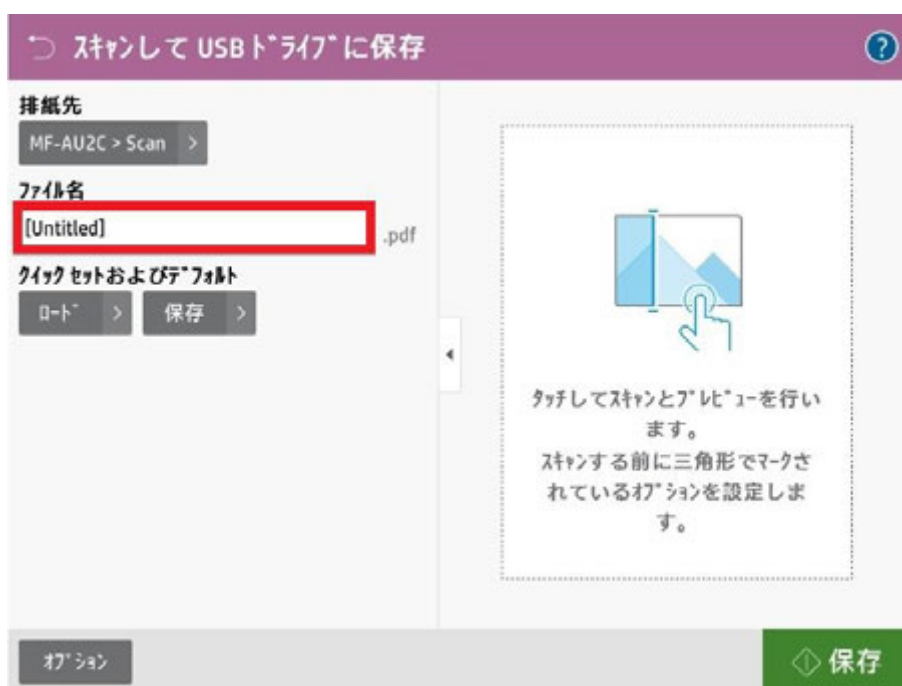 ｽｷｬﾝして USBﾄﾞﾗｲﾌﾞに保存
?
排紙先
MF-AU2C > Scan >
ﾌｧｲﾙ名
[Untitled] .pdf
ｸｲｯｸ ｾｯﾄおよびﾃﾞﾌｫﾙﾄ
ﾛｰﾄﾞ > 保存 >
ﾀｯﾁしてｽｷｬﾝとﾌﾟﾚﾋﾞｭｰを行い
ます。
ｽｷｬﾝする前に三角形でﾏｰｸさ
れているｵﾌﾟｼｮﾝを設定しま
す。
ｵﾌﾟｼｮﾝ
保存